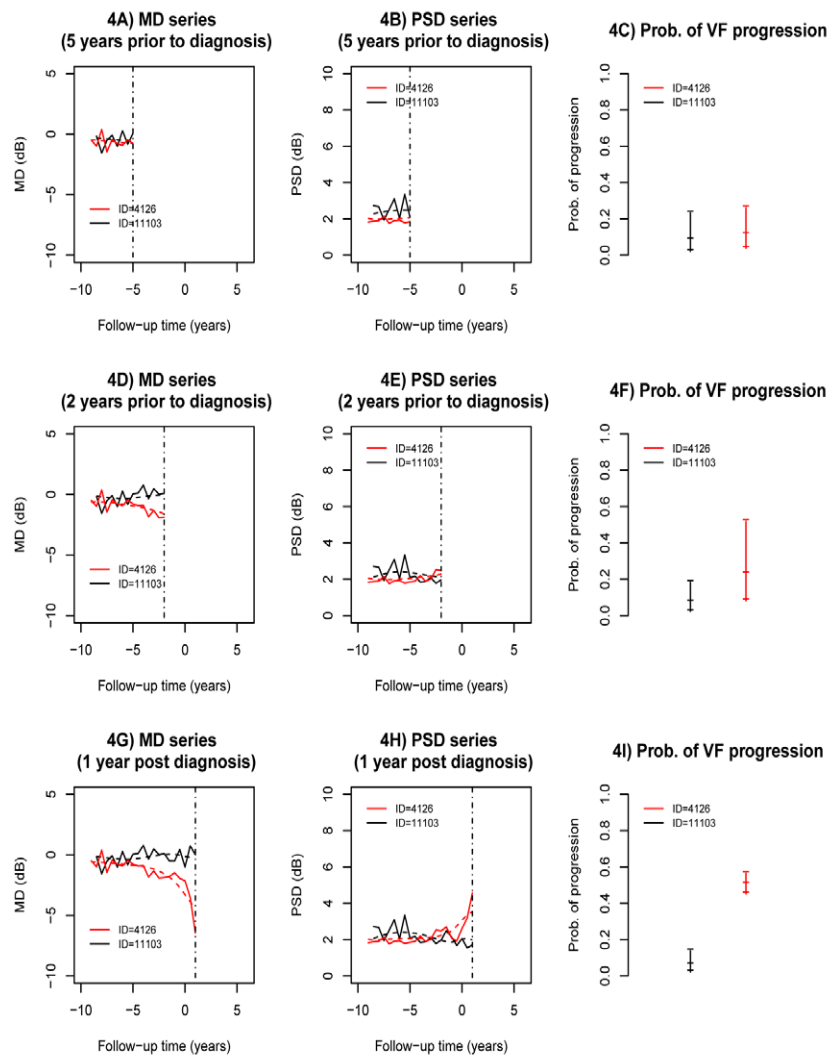 4A) MD series
(5 years prior to diagnosis)
MD (dB)
5
0
−5
−10
ID=4126
ID=11103
−10 −5 0 5
Follow−up time (years)
4B) PSD series
(5 years prior to diagnosis)
PSD (dB)
10
8
6
4
2
0
ID=4126
ID=11103
−10 −5 0 5
Follow−up time (years)
4C) Prob. of VF progression
Prob. of progression
1.0
0.8
0.6
0.4
0.2
0.0
ID=4126
ID=11103
4D) MD series
(2 years prior to diagnosis)
MD (dB)
5
0
−5
−10
ID=4126
ID=11103
−10 −5 0 5
Follow−up time (years)
4E) PSD series
(2 years prior to diagnosis)
PSD (dB)
10
8
6
4
2
0
ID=4126
ID=11103
−10 −5 0 5
Follow−up time (years)
4F) Prob. of VF progression
Prob. of progression
1.0
0.8
0.6
0.4
0.2
0.0
ID=4126
ID=11103
4G) MD series
(1 year post diagnosis)
MD (dB)
5
0
−5
−10
ID=4126
ID=11103
−10 −5 0 5
Follow−up time (years)
4H) PSD series
(1 year post diagnosis)
PSD (dB)
10
8
6
4
2
0
ID=4126
ID=11103
−10 −5 0 5
Follow−up time (years)
4I) Prob. of VF progression
Prob. of progression
1.0
0.8
0.6
0.4
0.2
0.0
ID=4126
ID=11103